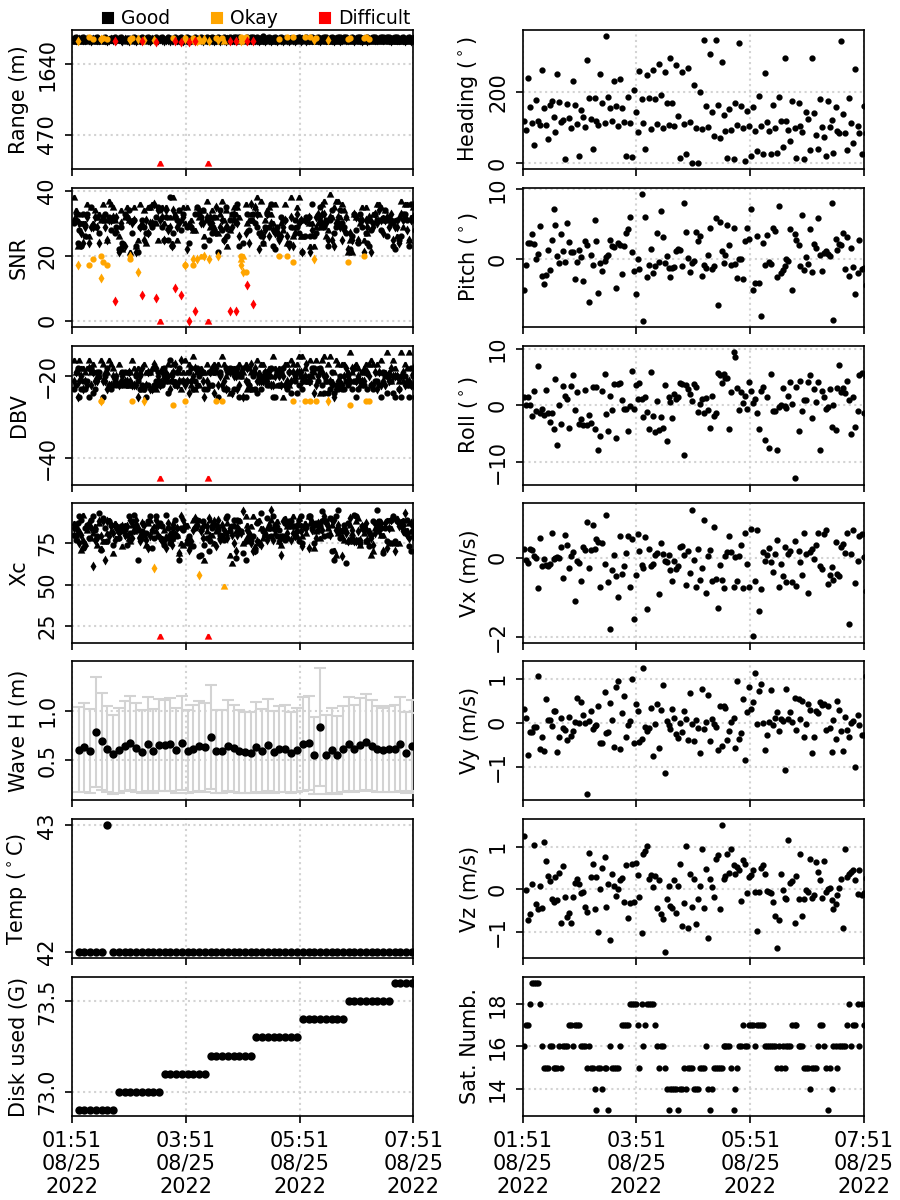 Good Okay Difficult
Range (m)
1640
470
Heading (°)
200
0
SNR
40
20
0
Pitch (°)
10
0
DBV
−20
−40
Roll (°)
10
0
−10
Xc
75
50
25
Vx (m/s)
0
−2
Wave H (m)
1.0
0.5
Vy (m/s)
1
0
−1
Temp (°C)
43
42
Vz (m/s)
1
0
−1
Disk used (G)
73.5
73.0
Sat. Numb.
18
16
14
01:51 03:51 05:51 07:51 01:51 03:51 05:51 07:51
08/25 08/25 08/25 08/25 08/25 08/25 08/25 08/25
2022 2022 2022 2022 2022 2022 2022 2022